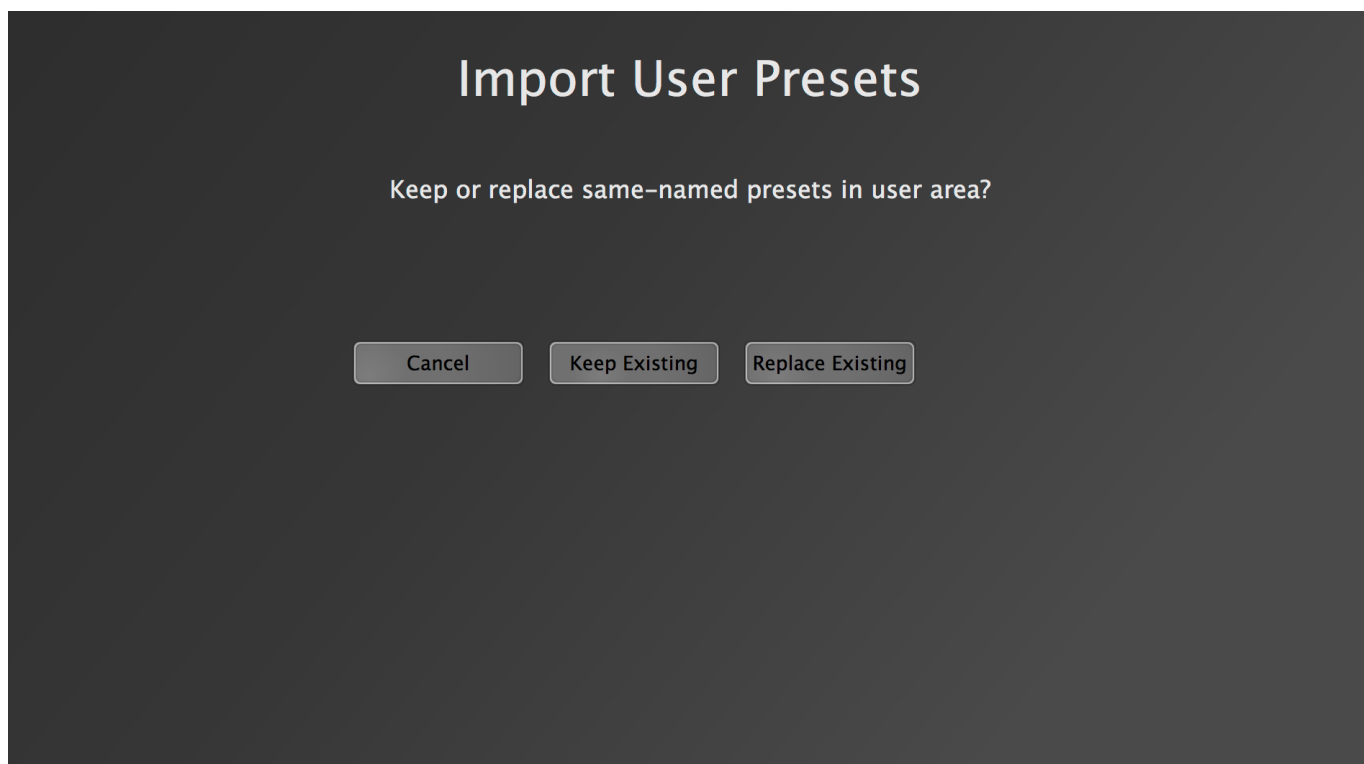 Import User Presets
Keep or replace same-named presets in user area?
Cancel Keep Existing Replace Existing